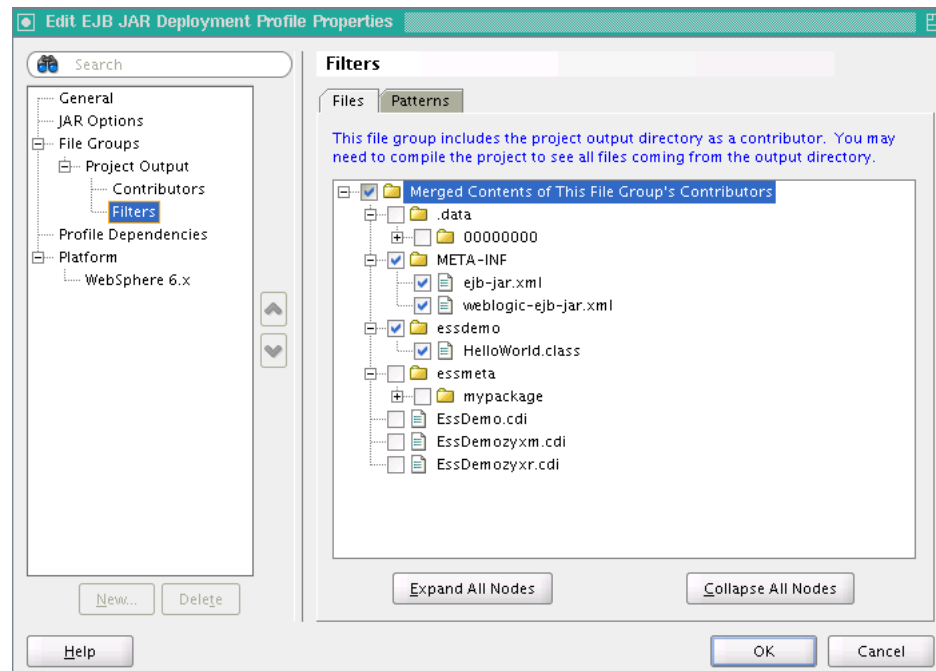 Edit EJB JAR Deployment Profile Properties
Search
General
JAR Options
File Groups
Project Output
Contributors
Filters
Profile Dependencies
Platform
WebSphere 6.x
New...
Delete
Filters
Files
Patterns
This file group includes the project output directory as a contributor. You may
need to compile the project to see all files coming from the output directory.
Merged Contents of This File Group's Contributors
.data
00000000
META-INF
ejb-jar.xml
weblogic-ejb-jar.xml
essdemo
HelloWorld.class
essmeta
mypackage
EssDemo.cdi
EssDemozyxm.cdi
EssDemozyxr.cdi
Expand All Nodes
Collapse All Nodes
Help
OK
Cancel